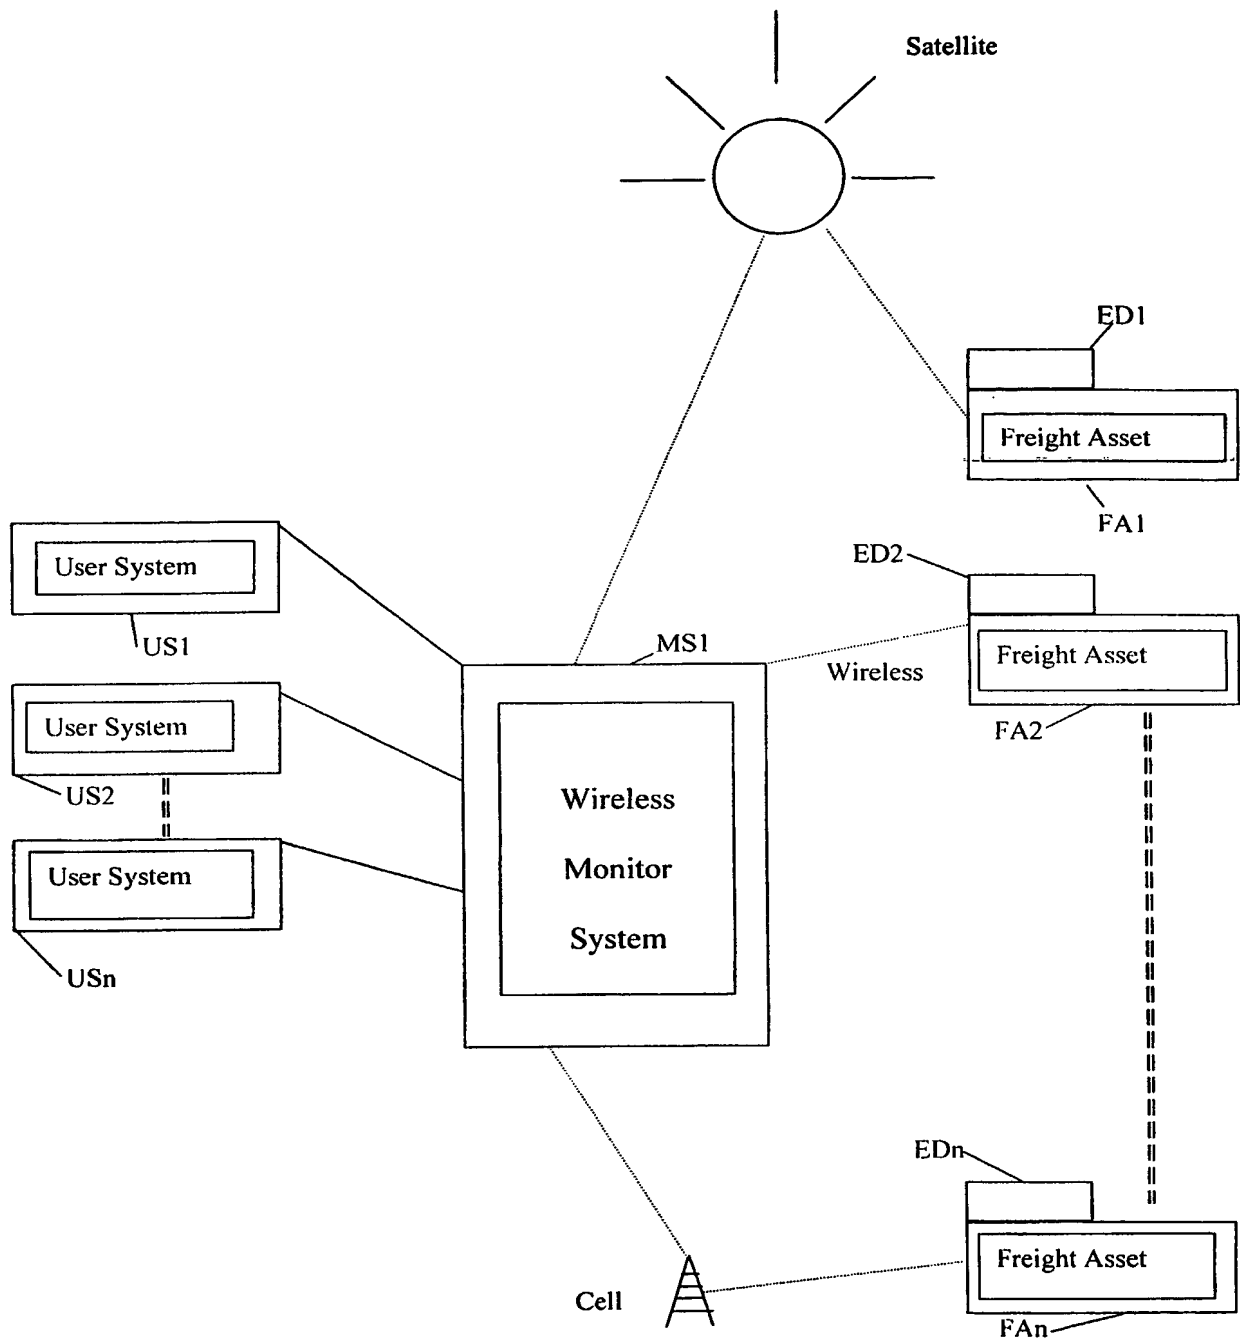 Satellite
ED1
Freight Asset
FA1
ED2
User System
US1
MS1
Freight Asset
Wireless
FA2
User System
US2
Wireless
Monitor
System
User System
USn
EDn
Freight Asset
Cell
FAn